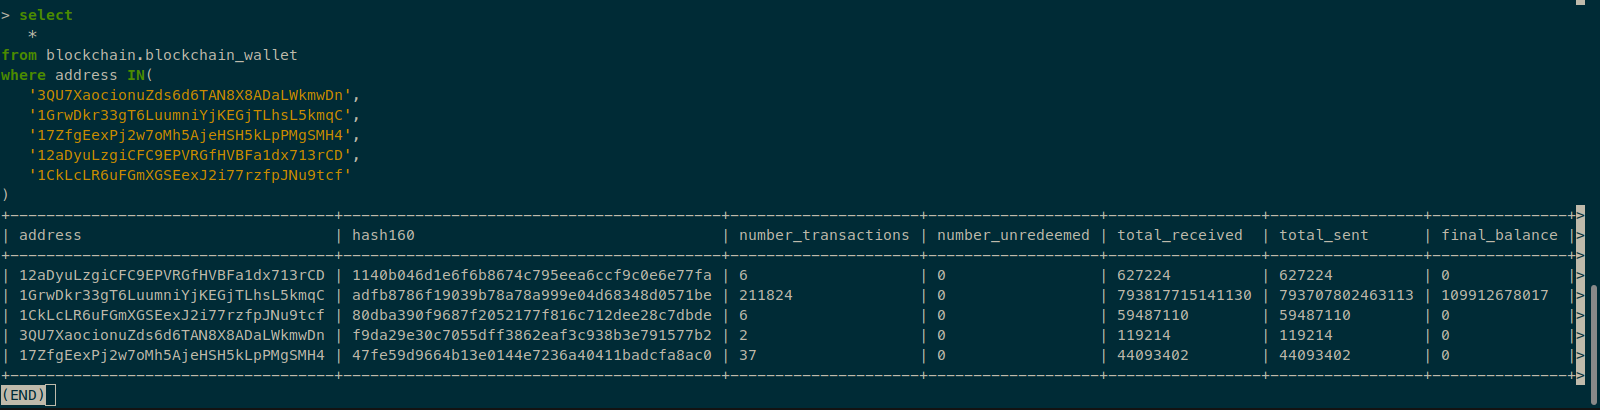 > select
   *
from blockchain.blockchain_wallet
where address IN(
   '3QU7XaocionuZds6d6TAN8X8ADaLWkmwDn',
   '1GrwDkr33gT6LuumniYjKEGjTLhsL5kmqC',
   '17ZfgEexPj2w7oMh5AjeHSH5kLpPMgSMH4',
   '12aDyuLzgiCFC9EPVRGfHVBFa1dx713rCD',
   '1CkLcLR6uFGmXGSEexJ2i77rzfpJNu9tcf'
)
+------------------------------------+------------------------------------------+---------------------+-------------------+-----------------+-----------------+---------------+>
| address                            | hash160                                  | number_transactions | number_unredeemed | total_received  | total_sent      | final_balance |>
+------------------------------------+------------------------------------------+---------------------+-------------------+-----------------+-----------------+---------------+>
| 12aDyuLzgiCFC9EPVRGfHVBFa1dx713rCD | 1140b046d1e6f6b8674c795eea6ccf9c0e6e77fa | 6                   | 0                 | 627224          | 627224          | 0             |>
| 1GrwDkr33gT6LuumniYjKEGjTLhsL5kmqC | adfb8786f19039b78a78a999e04d68348d0571be | 211824              | 0                 | 793817715141130 | 793707802463113 | 109912678017  |>
| 1CkLcLR6uFGmXGSEexJ2i77rzfpJNu9tcf | 80dba390f9687f2052177f816c712dee28c7dbde | 6                   | 0                 | 59487110        | 59487110        | 0             |>
| 3QU7XaocionuZds6d6TAN8X8ADaLWkmwDn | f9da29e30c7055dff3862eaf3c938b3e791577b2 | 2                   | 0                 | 119214          | 119214          | 0             |>
| 17ZfgEexPj2w7oMh5AjeHSH5kLpPMgSMH4 | 47fe59d9664b13e0144e7236a40411badcfa8ac0 | 37                  | 0                 | 44093402        | 44093402        | 0             |>
+------------------------------------+------------------------------------------+---------------------+-------------------+-----------------+-----------------+---------------+>
(END)